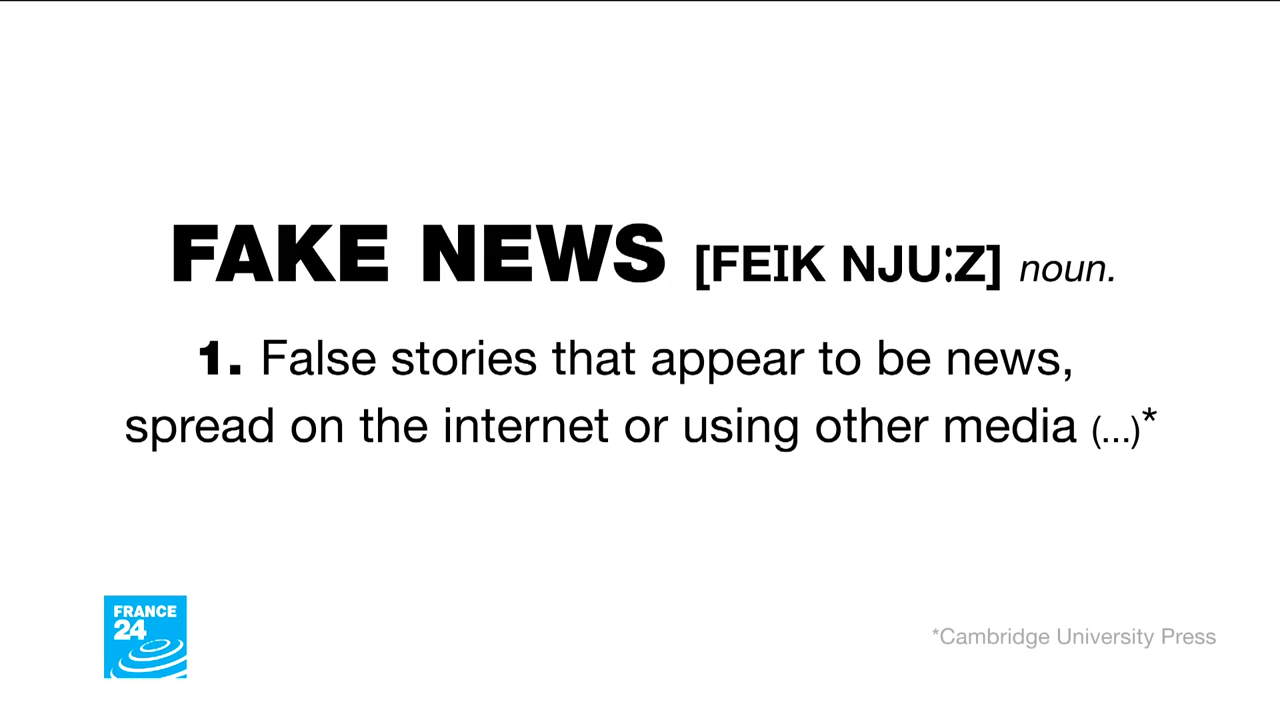 FAKE NEWS [FEIK NJUːZ] noun.
1. False stories that appear to be news,
spread on the internet or using other media (...)*
FRANCE
24
*Cambridge University Press